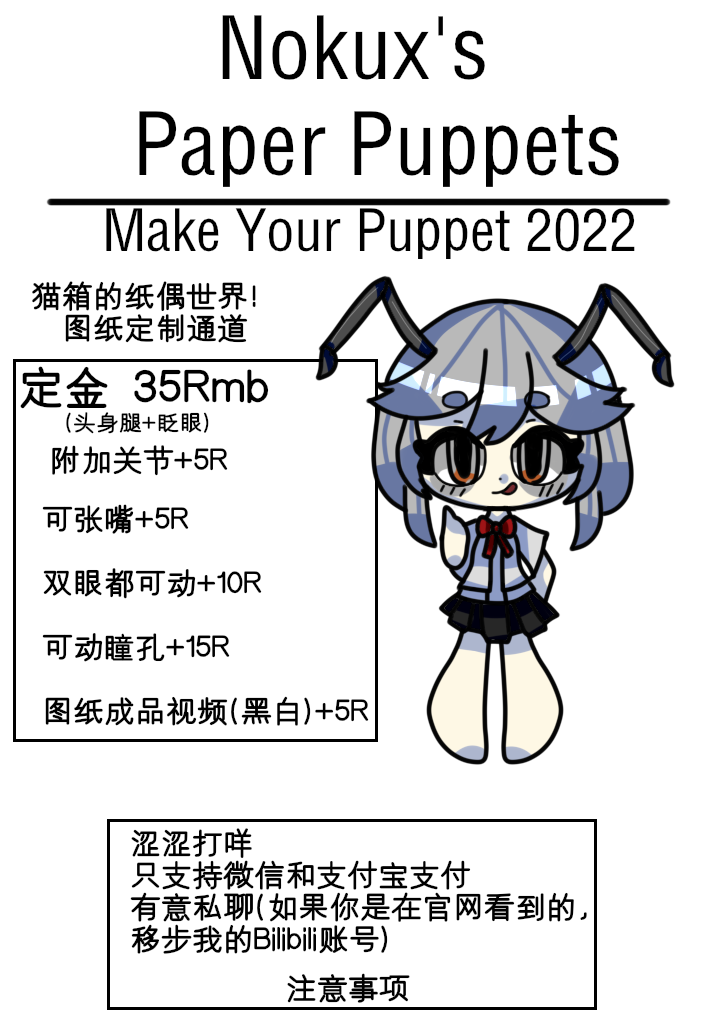 Nokux's
Paper Puppets
Make Your Puppet 2022
猫箱的纸偶世界!
图纸定制通道
定金 35Rmb
(头身腿+眨眼)
附加关节+5R
可张嘴+5R
双眼都可动+10R
可动瞳孔+15R
图纸成品视频(黑白)+5R
涩涩打咩
只支持微信和支付宝支付
有意私聊(如果你是在官网看到的,
移步我的Bilibili账号)
注意事项